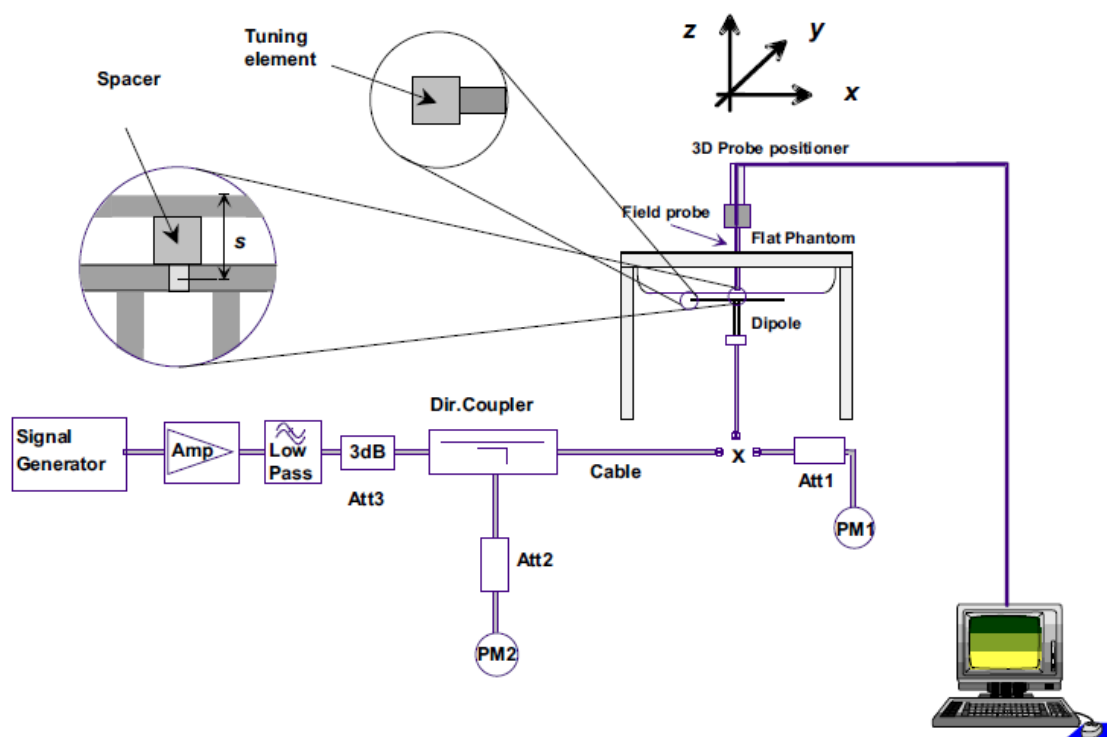 Tuning
element
z
y
x
Spacer
3D Probe positioner
Field probe
Flat Phantom
s
Dipole
Dir.Coupler
Signal
Generator
Amp
Low
Pass
3dB
Att3
Cable
x
Att1
PM1
Att2
PM2